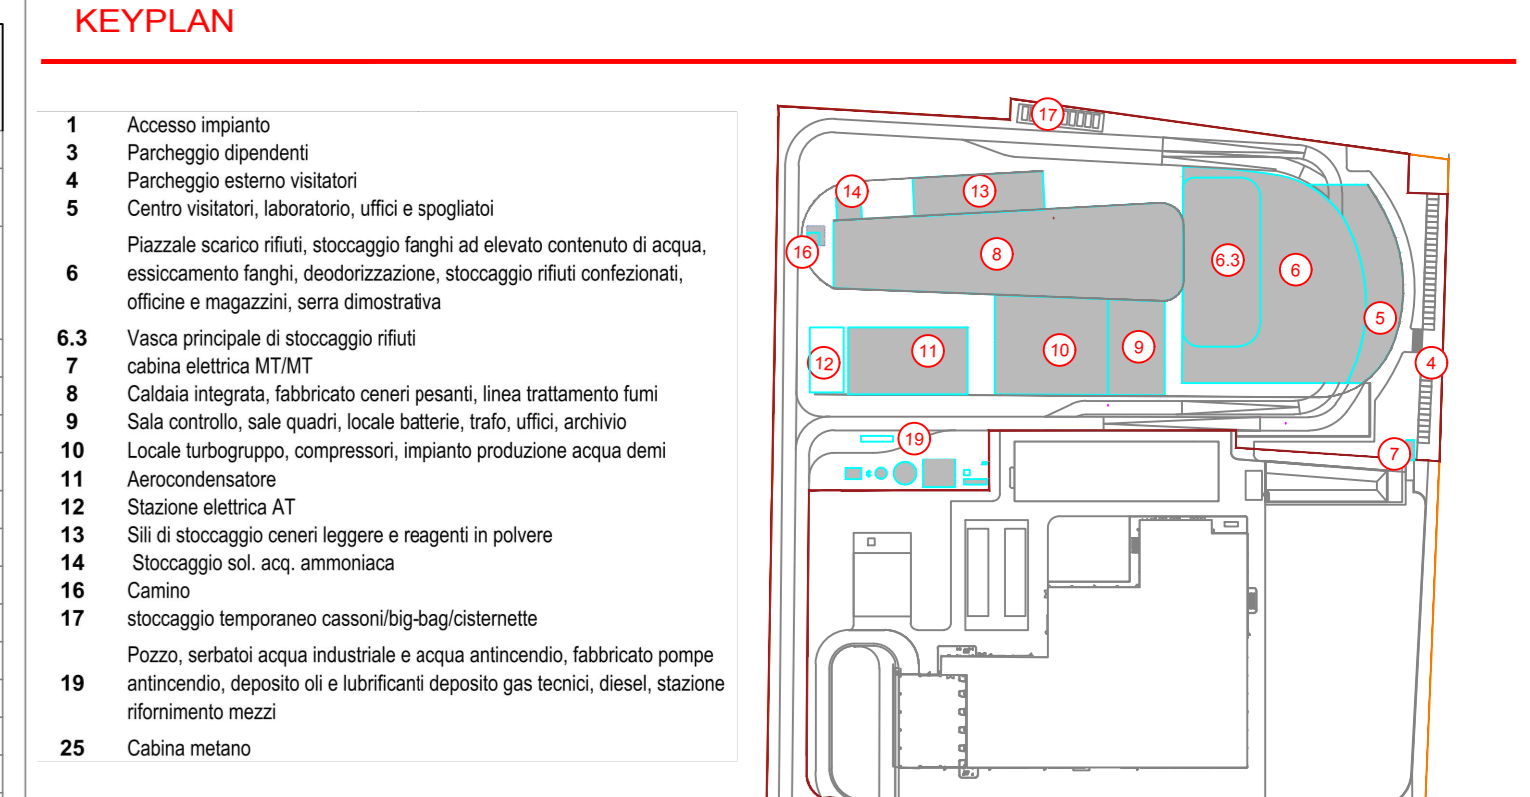 KEYPLAN
1 Accesso impianto
3 Parcheggio dipendenti
4 Parcheggio esterno visitatori
5 Centro visitatori, laboratorio, uffici e spogliatoi
Piazzale scarico rifiuti, stoccaggio fanghi ad elevato contenuto di acqua,
6 essiccamento fanghi, deodorizzazione, stoccaggio rifiuti confezionati,
officine e magazzini, serra dimostrativa
6.3 Vasca principale di stoccaggio rifiuti
7 cabina elettrica MT/MT
8 Caldaia integrata, fabbricato ceneri pesanti, linea trattamento fumi
9 Sala controllo, sale quadri, locale batterie, trafo, uffici, archivio
10 Locale turbogruppo, compressori, impianto produzione acqua demi
11 Aerocondensatore
12 Stazione elettrica AT
13 Sili di stoccaggio ceneri leggere e reagenti in polvere
14 Stoccaggio sol. acq. ammoniaca
16 Camino
17 stoccaggio temporaneo cassoni/big-bag/cisternette
Pozzo, serbatoi acqua industriale e acqua antincendio, fabbricato pompe
19 antincendio, deposito oli e lubrificanti deposito gas tecnici, diesel, stazione
rifornimento mezzi
25 Cabina metano
17
14
13
16
8
6.3
6
5
12
11
10
9
4
19
7